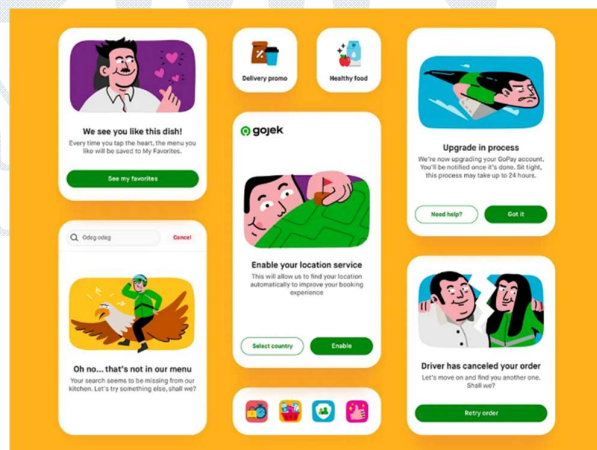 We see you like this dish!
Every time you tap the heart, the menu you
like will be saved to My Favorites.
See my favorites
Odag odeg
Cancel
Oh no... that's not in our menu
Your search seems to be missing from our
kitchen. Let's try something else, shall we?
Delivery promo
Healthy food
gojek
Enable your location service
This will allow us to find your location
automatically to improve your booking
experience
Select country
Enable
Upgrade in process
We're now upgrading your GoPay account.
You'll be notified once it's done. Sit tight,
this process may take up to 24 hours.
Need help?
Got it
Driver has canceled your order
Let's move on and find you another one.
Shall we?
Retry order